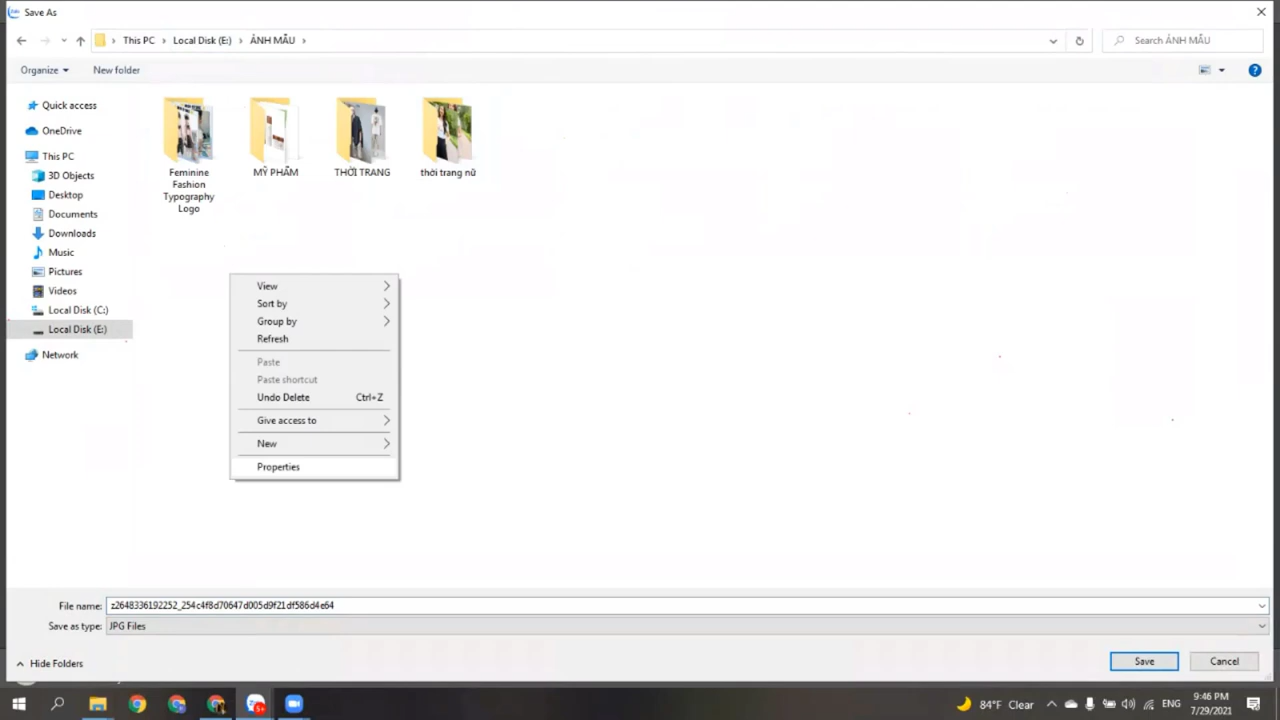 Save As
This PC
Local Disk (E:)
ẢNH MẪU
Search ẢNH MẪU
Organize
New folder
Quick access
OneDrive
This PC
3D Objects
Desktop
Documents
Downloads
Music
Pictures
Videos
Local Disk (C:)
Local Disk (E:)
Network
Feminine
Fashion
Typography
Logo
MỸ PHẨM
THỜI TRANG
thời trang nữ
View
Sort by
Group by
Refresh
Paste
Paste shortcut
Undo Delete Ctrl+Z
Give access to
New
Properties
File name: z2648336192252_254c4f8d70647d005d9f21df586d4e64
Save as type: JPG Files
Hide Folders
Save
Cancel
84°F Clear
ENG
9:46 PM
7/29/2021